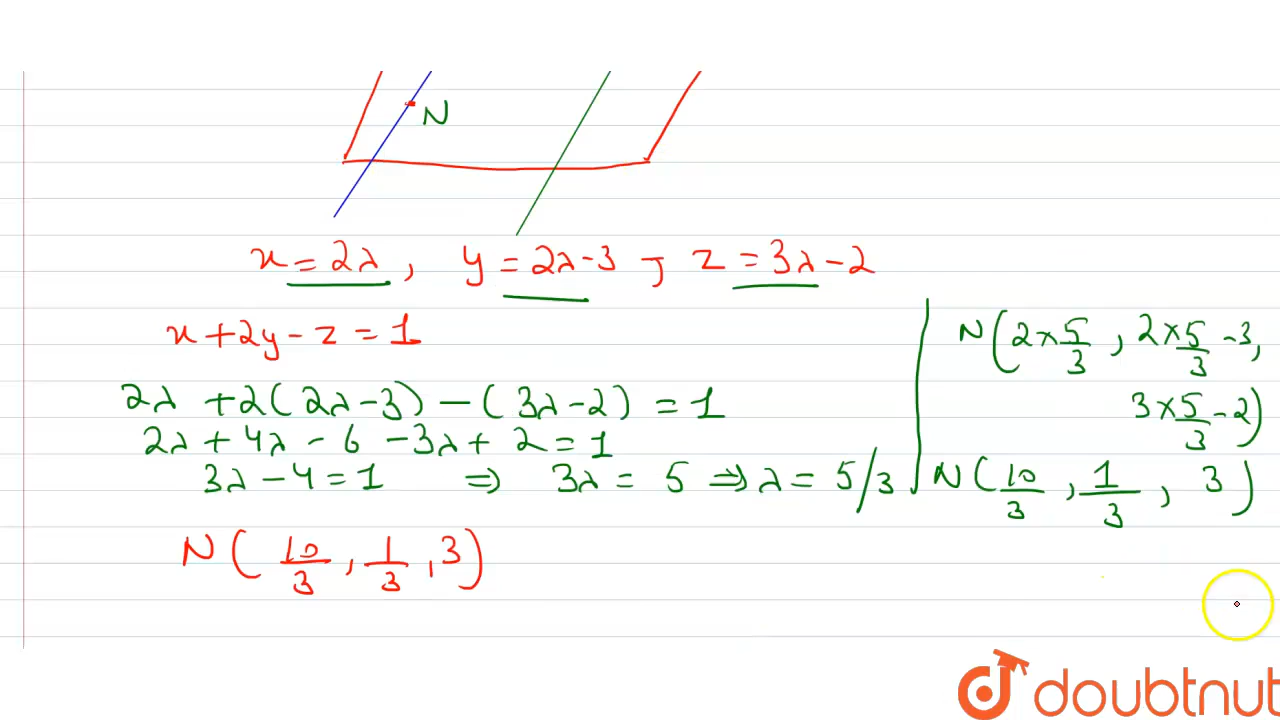 N
x = 2λ, y = 2λ-3, z = 3λ-2
x + 2y - z = 1
2λ + 2(2λ-3) - (3λ-2) = 1
2λ + 4λ - 6 - 3λ + 2 = 1
3λ - 4 = 1 ⇒ 3λ = 5 ⇒ λ = 5/3
N(10/3, 1/3, 3)
N(2×5/3, 2×5/3-3,
3×5/3-2)
N(10/3, 1/3, 3)
doubtnut